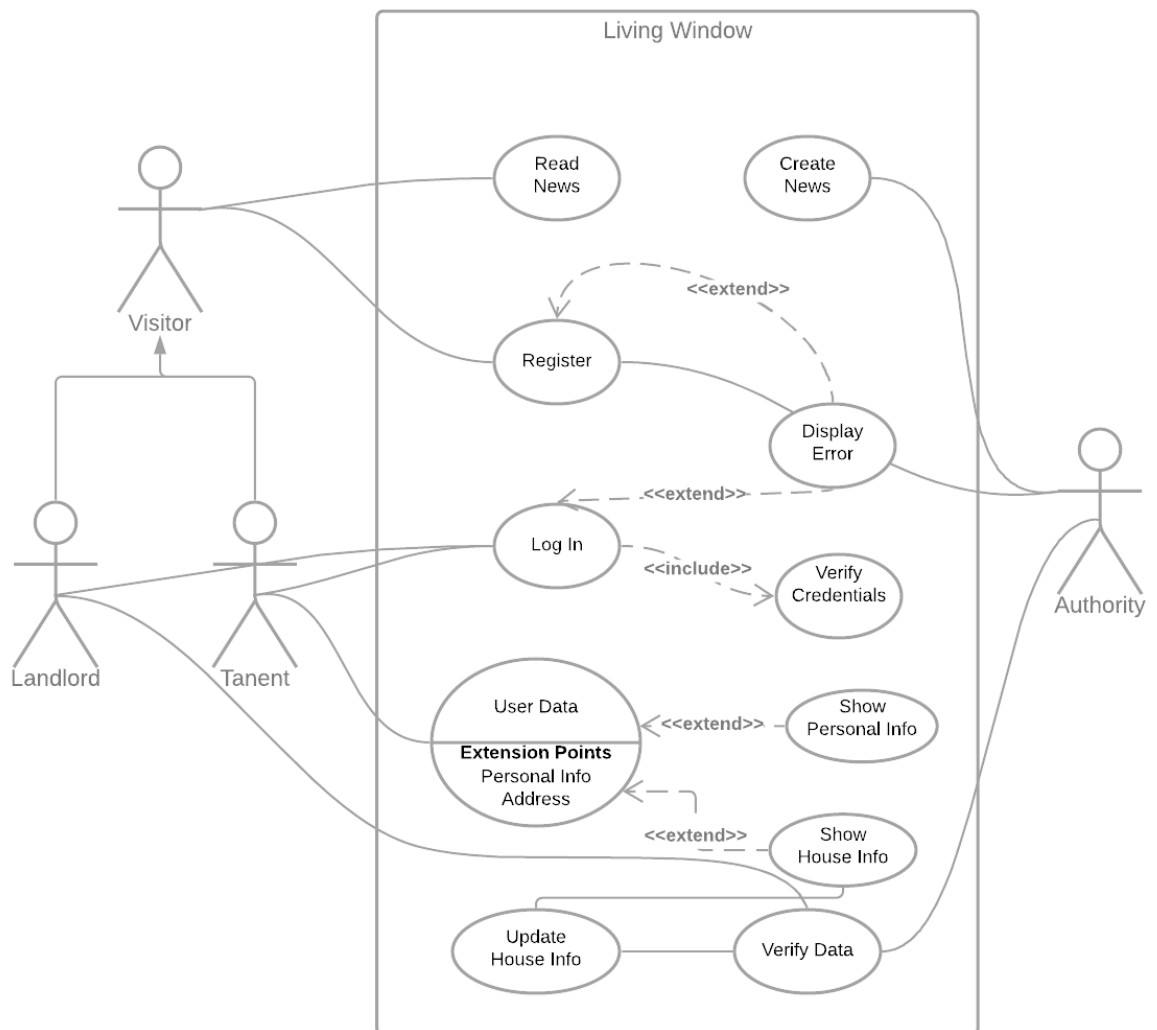 Living Window
Read
News
Create
News
Visitor
<<extend>>
Register
Display
Error
<<extend>>
Log In
<<include>>
Verify
Credentials
Authority
Landlord
Tanent
User Data
Extension Points
Personal Info
Address
<<extend>>
Show
Personal Info
<<extend>>
Show
House Info
Update
House Info
Verify Data